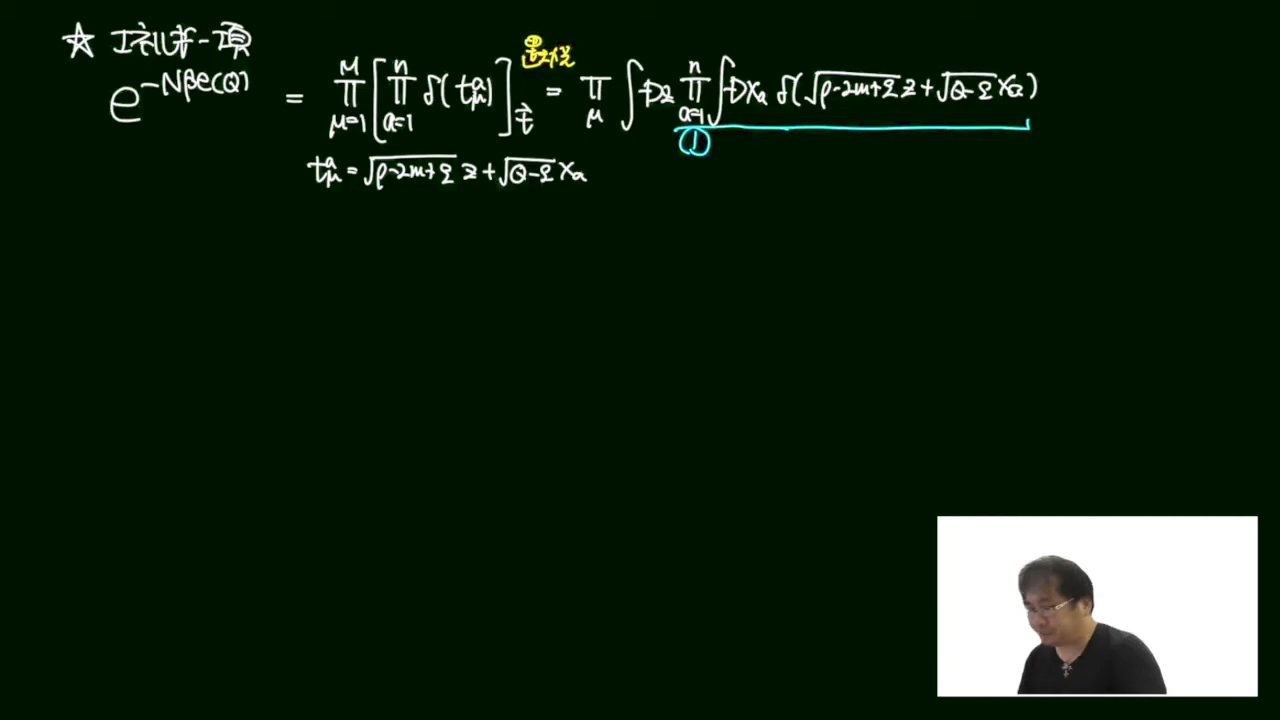 ☆ エネルギー項
e^{-Nβe(Q)} = ∏_{μ=1}^{M} [ ∏_{a=1}^{n} δ(t_μ^a) ]_{\vec{t}} = ∏_μ ∫Dz ∏_{a=1}^{n} ∫Dx_a δ(√(ρ-2m+q) z + √(Q-q) x_a)
①
t_μ^a = √(ρ-2m+q) z + √(Q-q) x_a